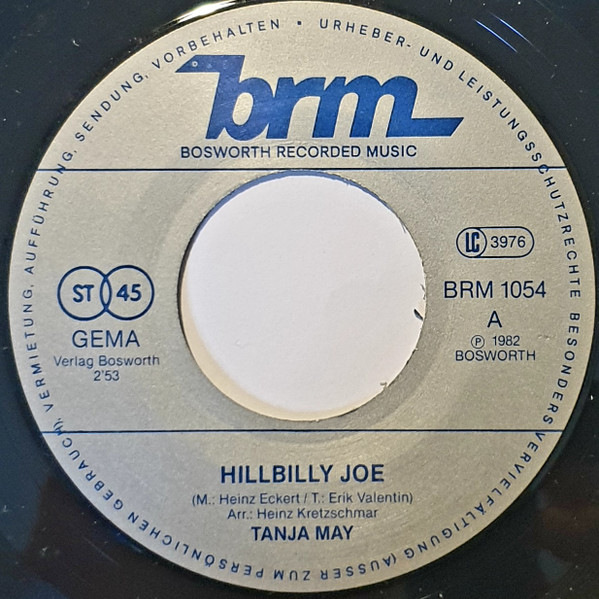 URHEBER- UND LEISTUNGSSCHUTZRECHTE BESONDERS VERVIELFÄLTIGUNG (AUSSER ZUM PERSÖNLICHEN GEBRAUCH), VERMIETUNG, AUFFÜHRUNG, SENDUNG, VORBEHALTEN •
brm
BOSWORTH RECORDED MUSIC
LC 3976
ST 45
BRM 1054
GEMA
A
Verlag Bosworth
℗ 1982
2'53
BOSWORTH
HILLBILLY JOE
(M.: Heinz Eckert / T.: Erik Valentin)
Arr.: Heinz Kretzschmar
TANJA MAY